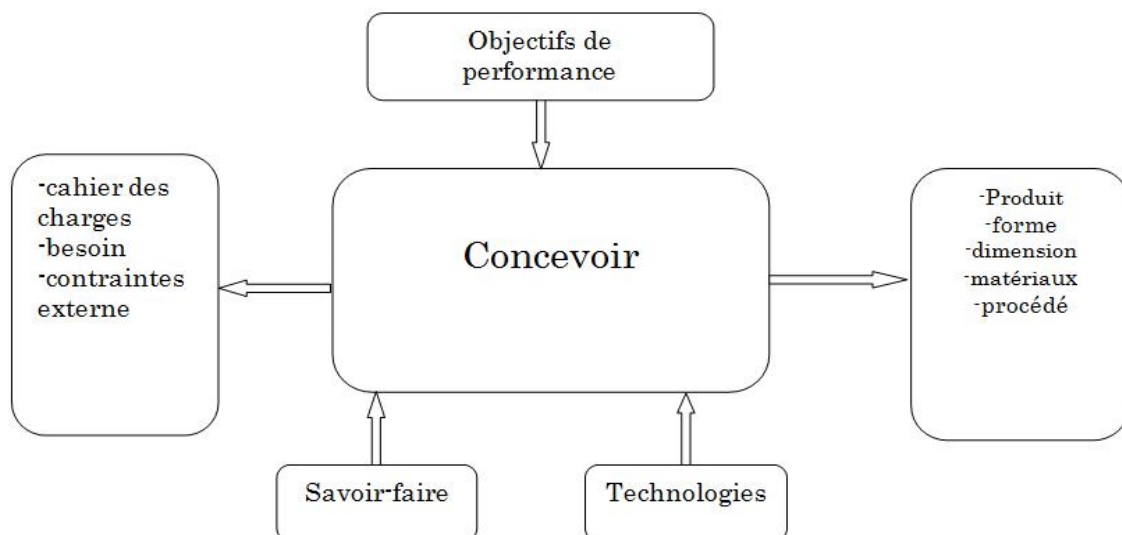 Objectifs de
performance
-cahier des
charges
-besoin
-contraintes
externe
Concevoir
-Produit
-forme
-dimension
-matériaux
-procédé
Savoir-faire
Technologies